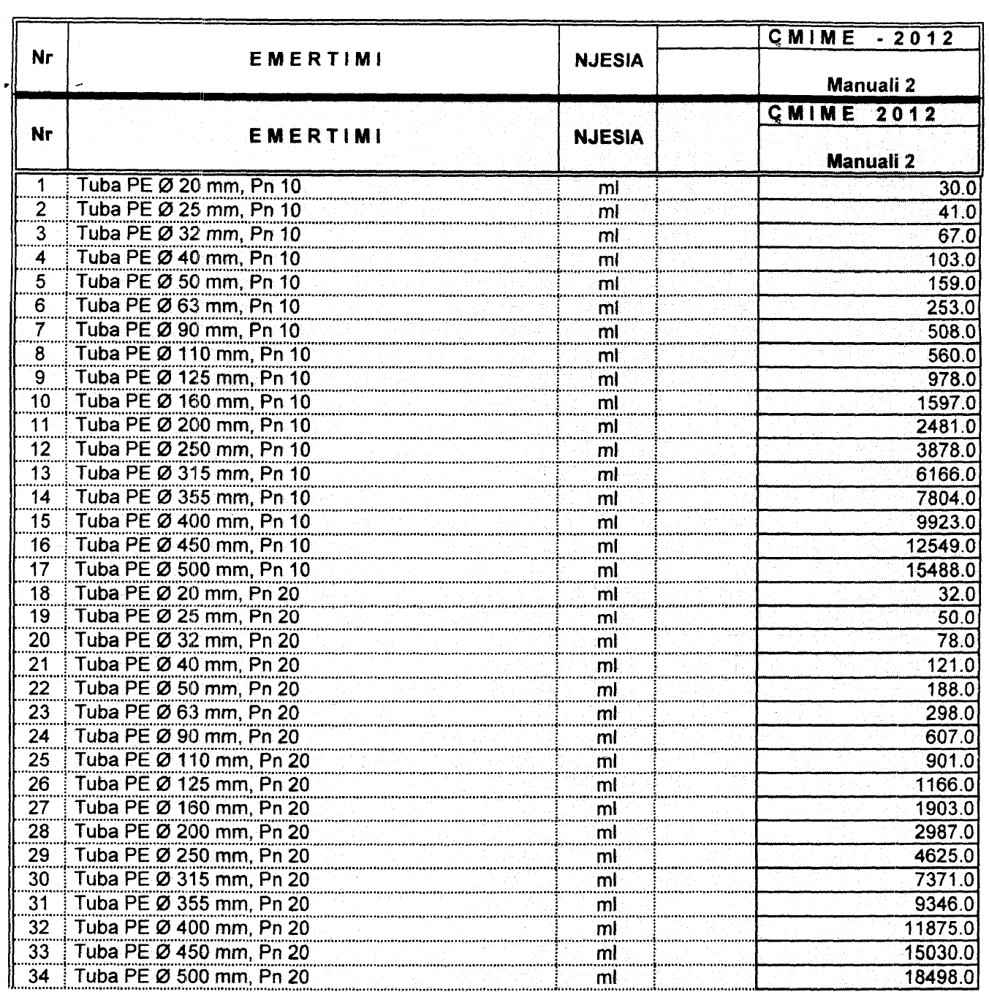 Nr EMERTIMI NJESIA ÇMIME - 2012
Manuali 2
Nr EMERTIMI NJESIA ÇMIME 2012
Manuali 2
1 Tuba PE Ø 20 mm, Pn 10 ml 30.0
2 Tuba PE Ø 25 mm, Pn 10 ml 41.0
3 Tuba PE Ø 32 mm, Pn 10 ml 67.0
4 Tuba PE Ø 40 mm, Pn 10 ml 103.0
5 Tuba PE Ø 50 mm, Pn 10 ml 159.0
6 Tuba PE Ø 63 mm, Pn 10 ml 253.0
7 Tuba PE Ø 90 mm, Pn 10 ml 508.0
8 Tuba PE Ø 110 mm, Pn 10 ml 560.0
9 Tuba PE Ø 125 mm, Pn 10 ml 978.0
10 Tuba PE Ø 160 mm, Pn 10 ml 1597.0
11 Tuba PE Ø 200 mm, Pn 10 ml 2481.0
12 Tuba PE Ø 250 mm, Pn 10 ml 3878.0
13 Tuba PE Ø 315 mm, Pn 10 ml 6166.0
14 Tuba PE Ø 355 mm, Pn 10 ml 7804.0
15 Tuba PE Ø 400 mm, Pn 10 ml 9923.0
16 Tuba PE Ø 450 mm, Pn 10 ml 12549.0
17 Tuba PE Ø 500 mm, Pn 10 ml 15488.0
18 Tuba PE Ø 20 mm, Pn 20 ml 32.0
19 Tuba PE Ø 25 mm, Pn 20 ml 50.0
20 Tuba PE Ø 32 mm, Pn 20 ml 78.0
21 Tuba PE Ø 40 mm, Pn 20 ml 121.0
22 Tuba PE Ø 50 mm, Pn 20 ml 188.0
23 Tuba PE Ø 63 mm, Pn 20 ml 298.0
24 Tuba PE Ø 90 mm, Pn 20 ml 607.0
25 Tuba PE Ø 110 mm, Pn 20 ml 901.0
26 Tuba PE Ø 125 mm, Pn 20 ml 1166.0
27 Tuba PE Ø 160 mm, Pn 20 ml 1903.0
28 Tuba PE Ø 200 mm, Pn 20 ml 2987.0
29 Tuba PE Ø 250 mm, Pn 20 ml 4625.0
30 Tuba PE Ø 315 mm, Pn 20 ml 7371.0
31 Tuba PE Ø 355 mm, Pn 20 ml 9346.0
32 Tuba PE Ø 400 mm, Pn 20 ml 11875.0
33 Tuba PE Ø 450 mm, Pn 20 ml 15030.0
34 Tuba PE Ø 500 mm, Pn 20 ml 18498.0